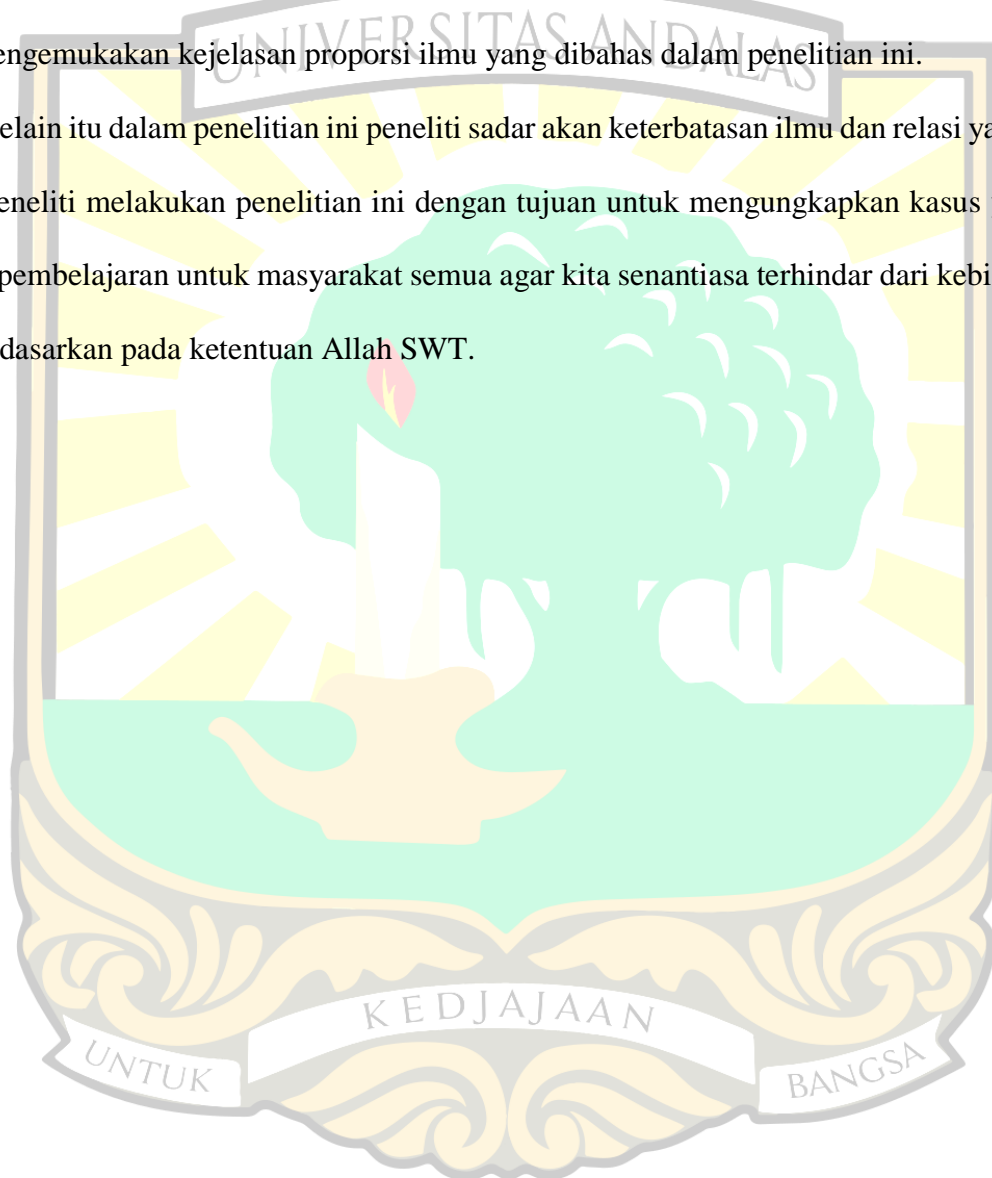 UNIVERSITAS ANDALAS
engemukakan kejelasan proporsi ilmu yang dibahas dalam penelitian ini.
elain itu dalam penelitian ini peneliti sadar akan keterbatasan ilmu dan relasi ya
eneliti melakukan penelitian ini dengan tujuan untuk mengungkapkan kasus
pembelajaran untuk masyarakat semua agar kita senantiasa terhindar dari kebi
dasarkan pada ketentuan Allah SWT.
KEDJAJAAN
UNTUK
BANGSA